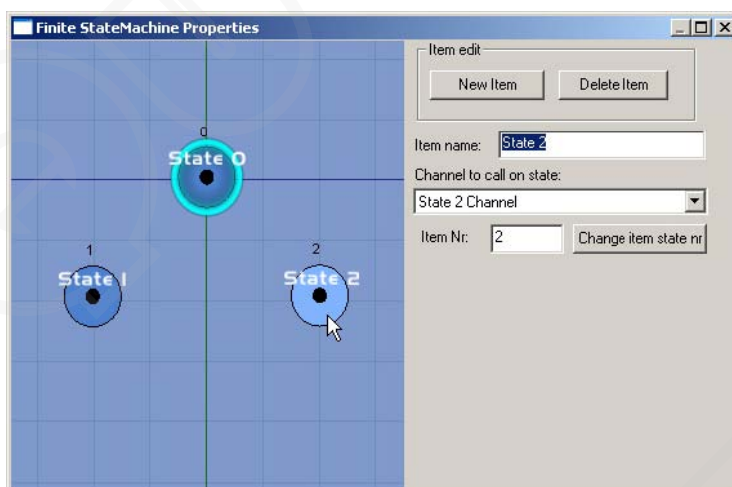 Finite StateMachine Properties
Item edit
New Item
Delete Item
Item name:
State 2
Channel to call on state:
State 2 Channel
Item Nr:
2
Change item state nr
0
State 0
1
State 1
2
State 2